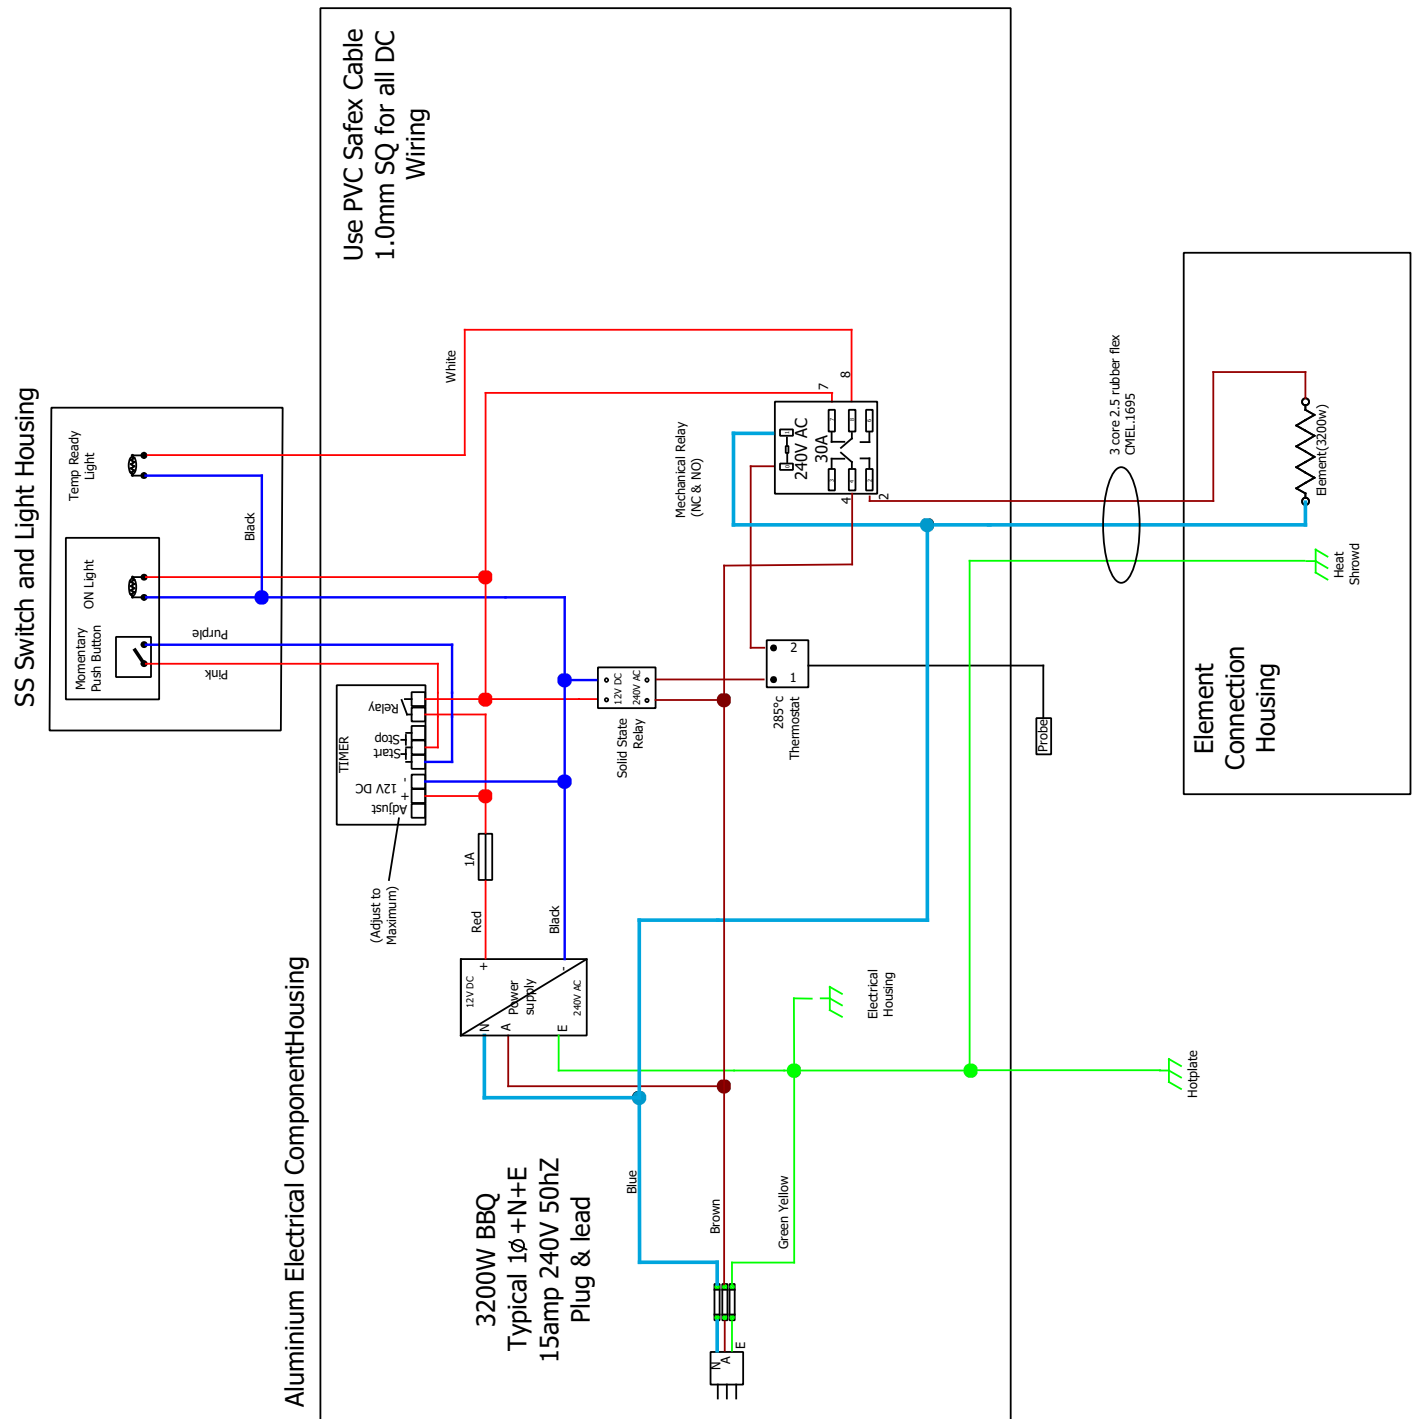 SS Switch and Light Housing
Temp Ready
Light
ON Light
Momentary
Push Button
Black
Purple
Pink
White
Use PVC Safex Cable
1.0mm SQ for all DC
Wiring
TIMER
Relay
Stop
Start
-
12V DC
+
Adjust
(Adjust to
Maximum)
1A
Red
Black
12V DC
+
Power
supply
-
240V AC
N
A
E
12V DC
240V AC
Solid State
Relay
Mechanical Relay
(NC & NO)
240V AC
30A
7
8
4
2
2
1
285°c
Thermostat
Probe
3 core 2.5 rubber flex
CMEL.1695
Element(3200w)
Heat
Shrowd
Element
Connection
Housing
Electrical
Housing
Hotplate
Aluminium Electrical ComponentHousing
3200W BBQ
Typical 1Ø+N+E
15amp 240V 50hZ
Plug & lead
Blue
Brown
Green Yellow
N
A
E